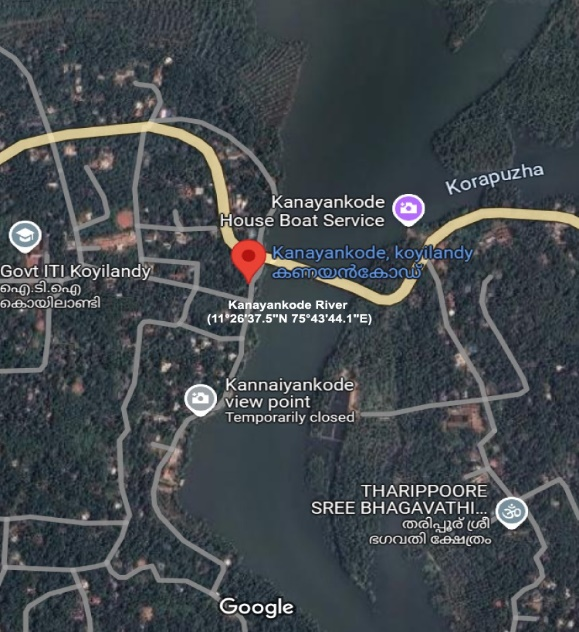 Korapuzha
Kanayankode
House Boat Service
Kanayankode, koyilandy
കണയൻകോഡ്
Govt ITI Koyilandy
ഐ.ടി.ഐ
കൊയിലാണ്ടി
Kanayankode River
(11°26'37.5"N 75°43'44.1"E)
Kannaiyankode
view point
Temporarily closed
THARIPPOORE
SREE BHAGAVATHI...
തരിപ്പൂര് ശ്രീ
ഭഗവതി ക്ഷേത്രം
Google